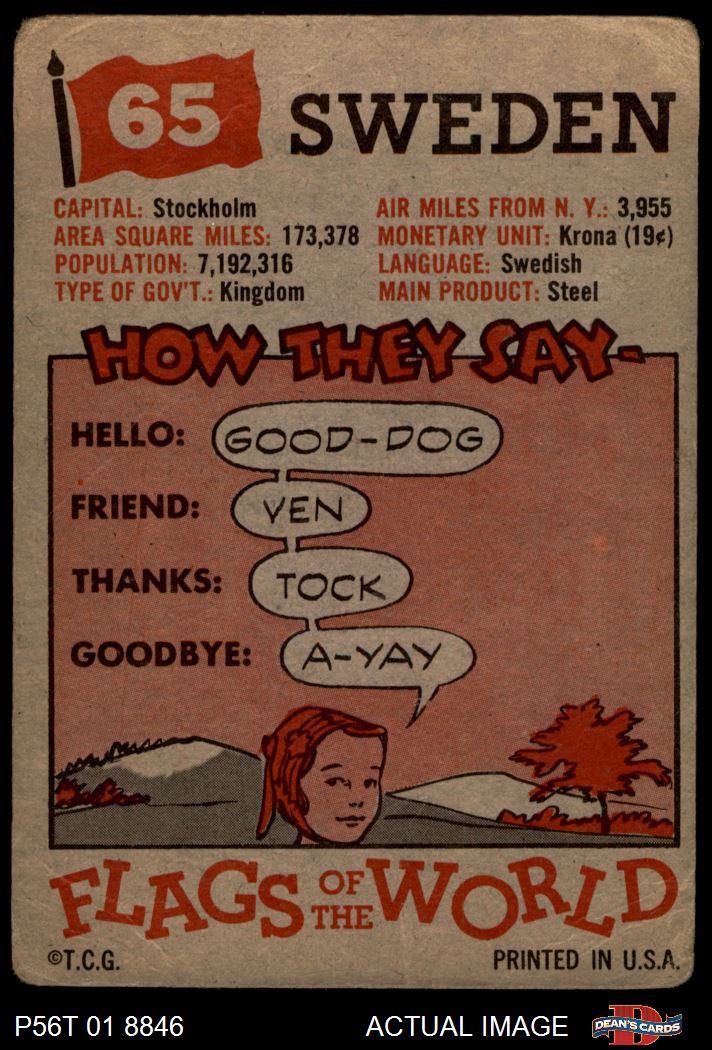 65
SWEDEN
CAPITAL: Stockholm
AREA SQUARE MILES: 173,378
POPULATION: 7,192,316
TYPE OF GOV'T.: Kingdom
AIR MILES FROM N. Y.: 3,955
MONETARY UNIT: Krona (19¢)
LANGUAGE: Swedish
MAIN PRODUCT: Steel
HOW THEY SAY-
HELLO: GOOD-DOG
FRIEND: VEN
THANKS: TOCK
GOODBYE: A-YAY
FLAGS OF THE WORLD
©T.C.G. PRINTED IN U.S.A.
P56T 01 8846 ACTUAL IMAGE D DEAN'S CARDS